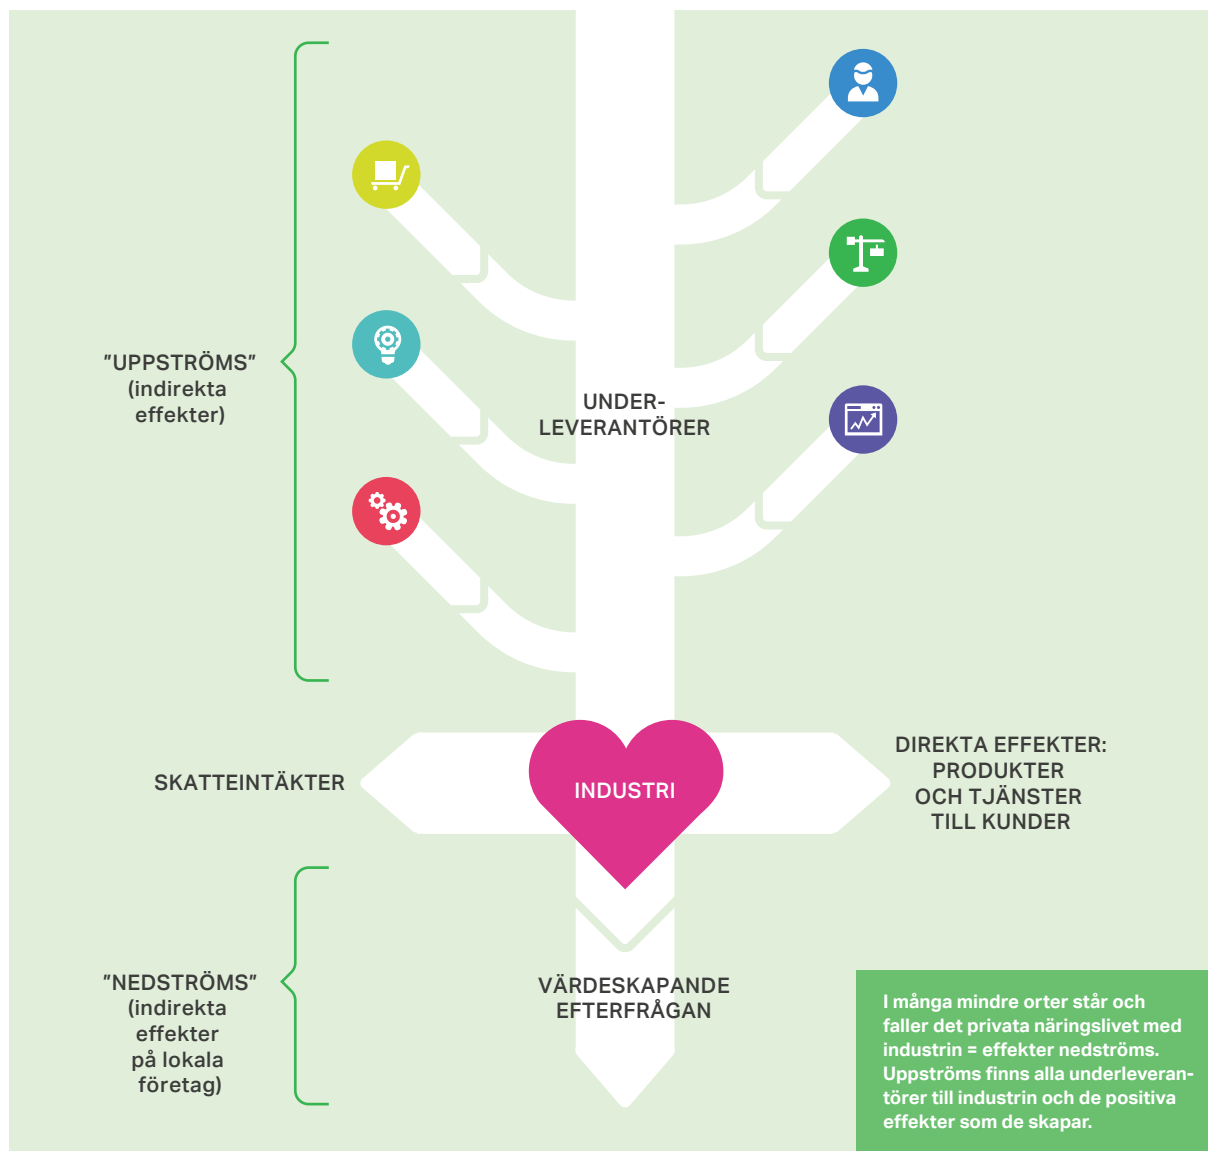 ”UPPSTRÖMS”
(indirekta
effekter)
UNDER-
LEVERANTÖRER
SKATTEINTÄKTER
INDUSTRI
DIREKTA EFFEKTER:
PRODUKTER
OCH TJÄNSTER
TILL KUNDER
”NEDSTRÖMS”
(indirekta
effekter
på lokala
företag)
VÄRDESKAPANDE
EFTERFRÅGAN
I många mindre orter står och
faller det privata näringslivet med
industrin = effekter nedströms.
Uppströms finns alla underleveran-
törer till industrin och de positiva
effekter som de skapar.